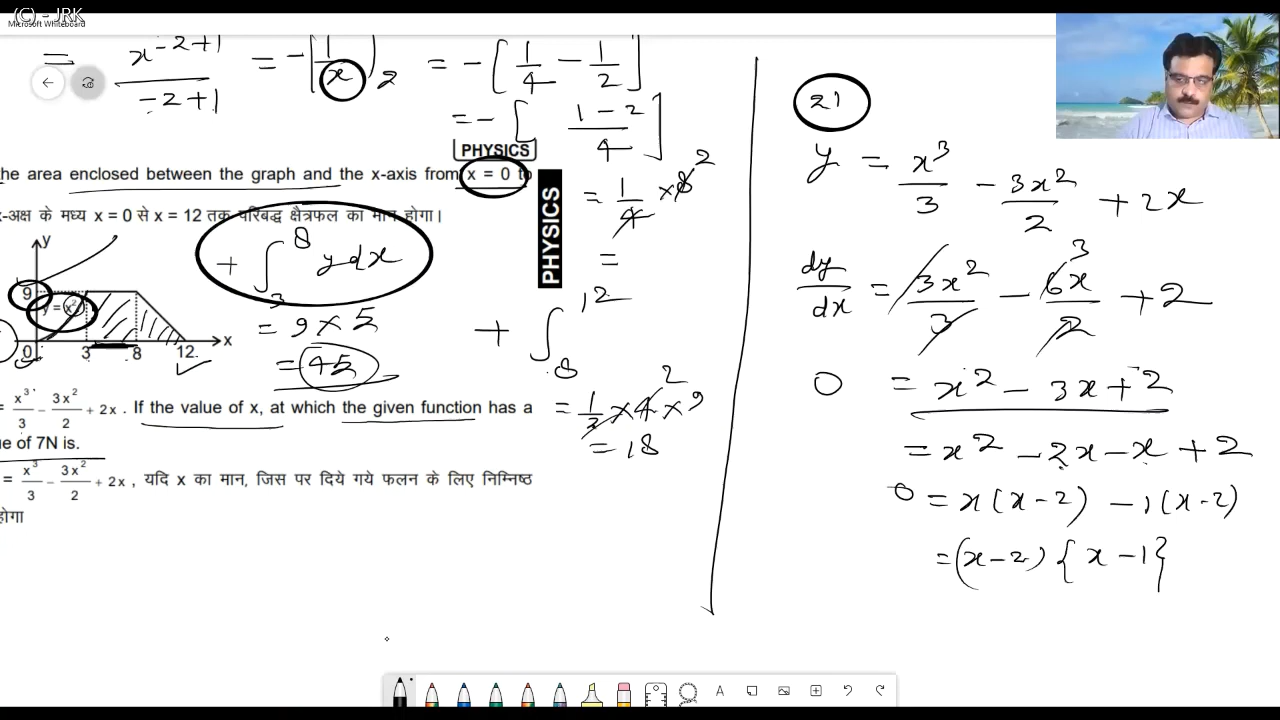 (C) - JRK
Microsoft Whiteboard
= x^-2+1 / -2+1 = -[1/x]₂ = -[1/4 - 1/2]
= -[1-2/4]
PHYSICS
he area enclosed between the graph and the x-axis from x = 0 to
= 1/4 × 8 2
x-अक्ष के मध्य x = 0 से x = 12 तक परिबद्ध क्षैत्रफल का मान होगा।
=
PHYSICS
y
9
y = x²
0 3 8 12 x
+ ∫₃⁸ y dx
= 9 × 5
= 45
+ ∫₈¹²
= 1/2 × 4 × 9 2
= 18
= x³/3 - 3x²/2 + 2x . If the value of x, at which the given function has a
ue of 7N is.
= x³/3 - 3x²/2 + 2x , यदि x का मान, जिस पर दिये गये फलन के लिए निम्निष्ठ
होगा
21
y = x³/3 - 3x²/2 + 2x
dy/dx = 3x²/3 - 6x/2 3 + 2
0 = x² - 3x + 2
= x² - 2x - x + 2
0 = x(x-2) - 1(x-2)
= (x-2) { x - 1}
A